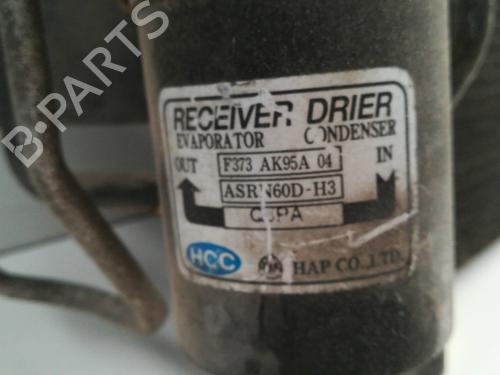 RECEIVER DRIER
EVAPORATOR CONDENSER
OUT F373 AK95A 04 IN
ASRN60D-H3
HCC HAP CO.,LTD.
B-PARTS